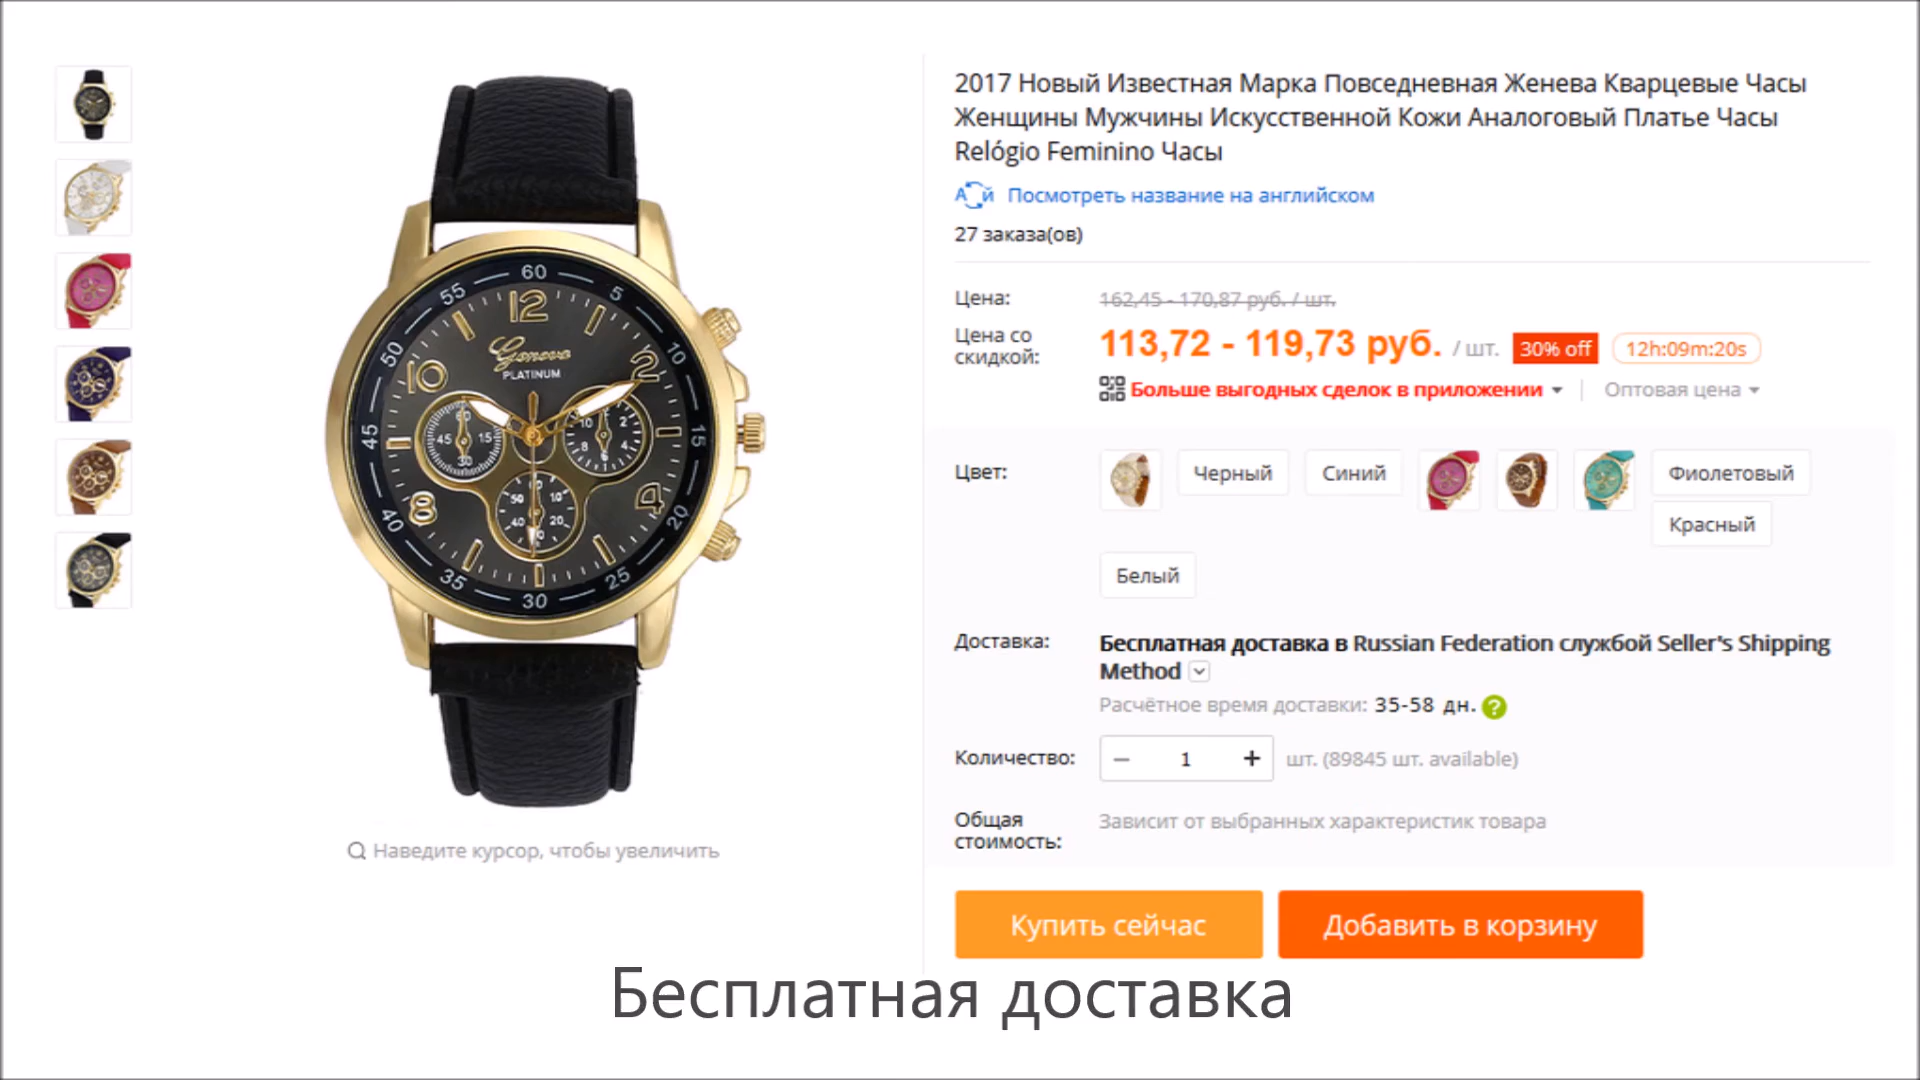 2017 Новый Известная Марка Повседневная Женева Кварцевые Часы
Женщины Мужчины Искусственной Кожи Аналоговый Платье Часы
Relógio Feminino Часы
Посмотреть название на английском
27 заказа(ов)
Цена: 162,45 - 170,87 руб. / шт.
Цена со скидкой: 113,72 - 119,73 руб. / шт. 30% off 12h:09m:20s
Больше выгодных сделок в приложении | Оптовая цена
Цвет: Черный Синий Фиолетовый
Красный
Белый
Доставка: Бесплатная доставка в Russian Federation службой Seller's Shipping
Method
Расчётное время доставки: 35-58 дн. ?
Количество: − 1 + шт. (89845 шт. available)
Общая стоимость: Зависит от выбранных характеристик товара
Купить сейчас Добавить в корзину
60
55 5
12
50 10
Geneva
PLATINUM
10 2
45 15
8 4
40 20
35 25
30
Наведите курсор, чтобы увеличить
Бесплатная доставка